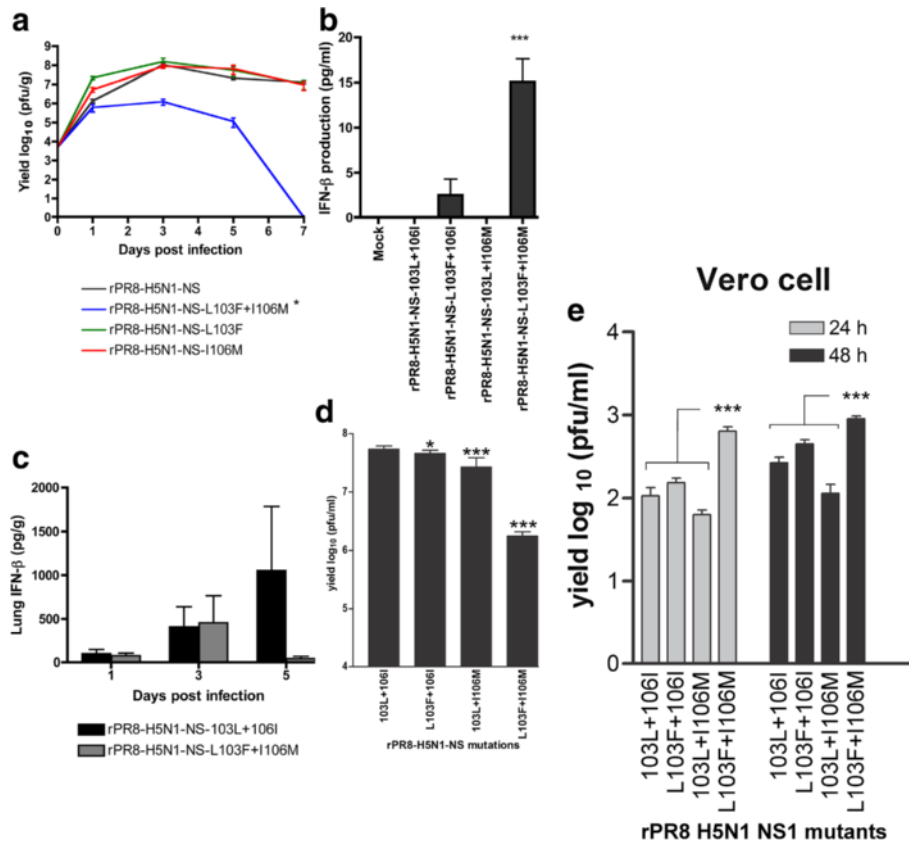 a
Yield log10 (pfu/g)
9
8
7
6
5
4
3
2
1
0
0 1 2 3 4 5 6 7
Days post infection
rPR8-H5N1-NS
rPR8-H5N1-NS-L103F+I106M *
rPR8-H5N1-NS-L103F
rPR8-H5N1-NS-I106M
b
IFN-β production (pg/ml)
20
15
10
5
0
***
Mock
rPR8-H5N1-NS-103L+106I
rPR8-H5N1-NS-L103F+106I
rPR8-H5N1-NS-103L+I106M
rPR8-H5N1-NS-L103F+I106M
c
Lung IFN-β (pg/g)
2000
1500
1000
500
0
1 3 5
Days post infection
rPR8-H5N1-NS-103L+106I
rPR8-H5N1-NS-L103F+I106M
d
yield log10 (pfu/ml)
8
7
6
5
4
* *** ***
103L+106I
L103F+106I
103L+I106M
L103F+I106M
rPR8-H5N1-NS mutations
Vero cell
e
24 h
48 h
yield log 10 (pfu/ml)
4
3
2
1
0
*** ***
103L+106I
L103F+106I
103L+I106M
L103F+I106M
103L+106I
L103F+106I
103L+I106M
L103F+I106M
rPR8 H5N1 NS1 mutants